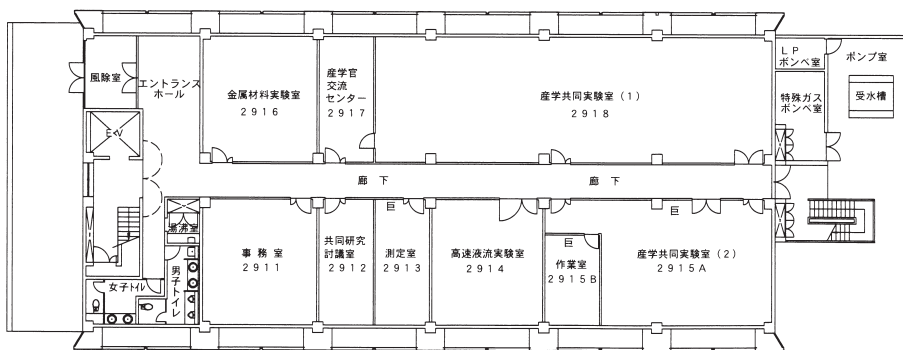 風除室
エントランス
ホール
金属材料実験室
2916
産学官
交流
センター
2917
産学共同実験室(1)
2918
LP
ボンベ室
ポンプ室
特殊ガス
ボンベ室
受水槽
EV
廊 下
廊 下
湯沸室
事 務 室
2911
共同研究
討議室
2912
測定室
2913
高速液流実験室
2914
作業室
2915B
産学共同実験室(2)
2915A
女子トイレ
男子トイレ